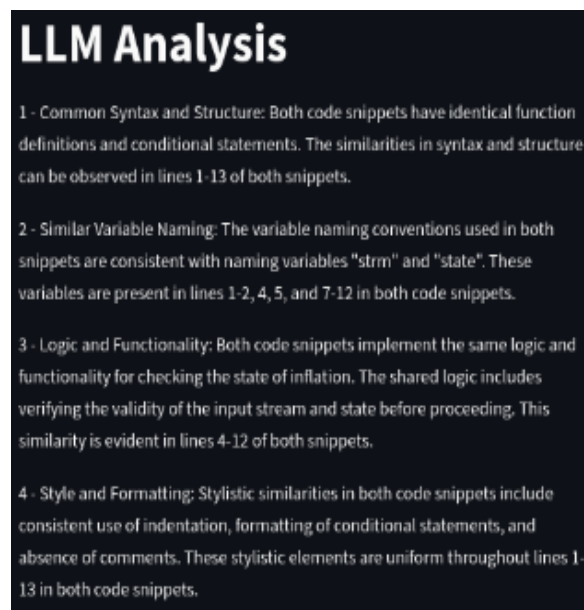 LLM Analysis
1 - Common Syntax and Structure: Both code snippets have identical function
definitions and conditional statements. The similarities in syntax and structure
can be observed in lines 1-13 of both snippets.
2 - Similar Variable Naming: The variable naming conventions used in both
snippets are consistent with naming variables "strm" and "state". These
variables are present in lines 1-2, 4, 5, and 7-12 in both code snippets.
3 - Logic and Functionality: Both code snippets implement the same logic and
functionality for checking the state of inflation. The shared logic includes
verifying the validity of the input stream and state before proceeding. This
similarity is evident in lines 4-12 of both snippets.
4 - Style and Formatting: Stylistic similarities in both code snippets include
consistent use of indentation, formatting of conditional statements, and
absence of comments. These stylistic elements are uniform throughout lines 1-
13 in both code snippets.